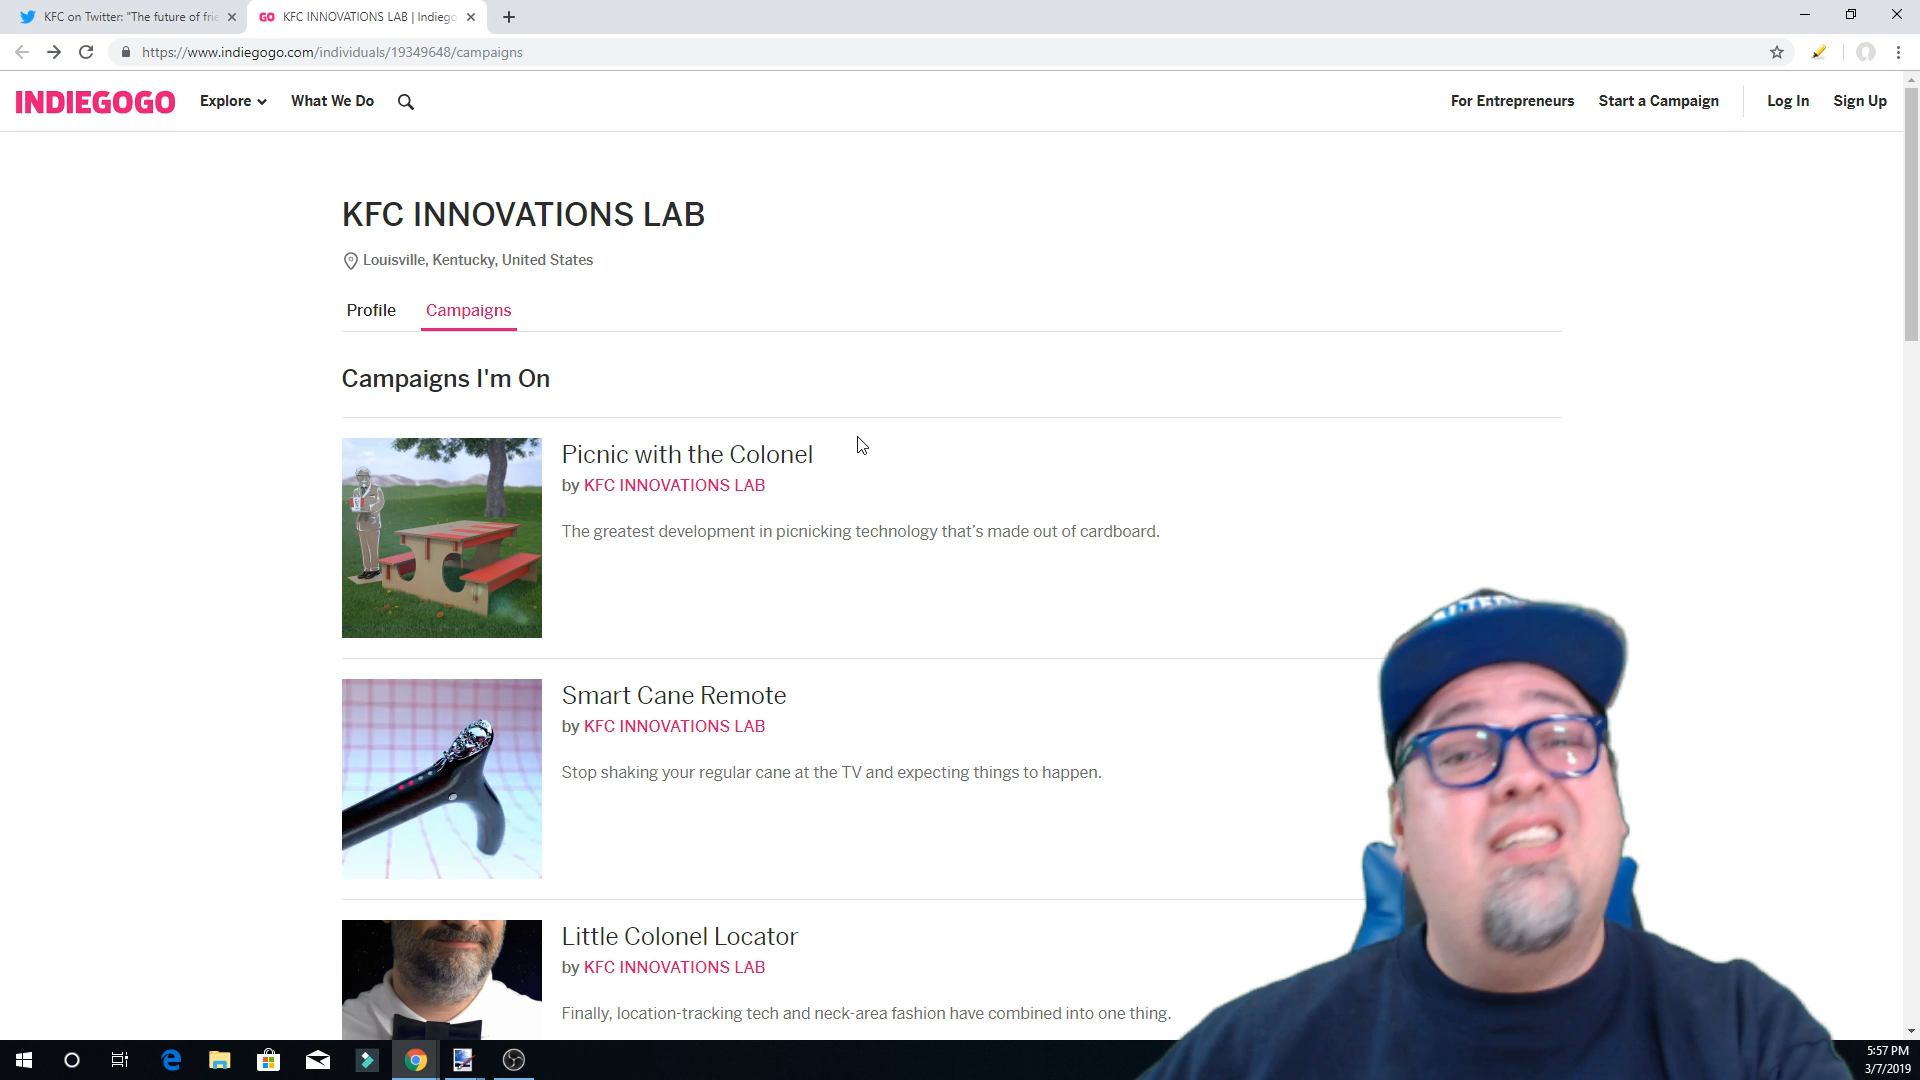 KFC on Twitter: "The future of frie
KFC INNOVATIONS LAB | Indiego
https://www.indiegogo.com/individuals/19349648/campaigns
INDIEGOGO
Explore
What We Do
For Entrepreneurs
Start a Campaign
Log In
Sign Up
KFC INNOVATIONS LAB
Louisville, Kentucky, United States
Profile
Campaigns
Campaigns I'm On
Picnic with the Colonel
by KFC INNOVATIONS LAB
The greatest development in picnicking technology that's made out of cardboard.
Smart Cane Remote
by KFC INNOVATIONS LAB
Stop shaking your regular cane at the TV and expecting things to happen.
Little Colonel Locator
by KFC INNOVATIONS LAB
Finally, location-tracking tech and neck-area fashion have combined into one thing.
5:57 PM
3/7/2019